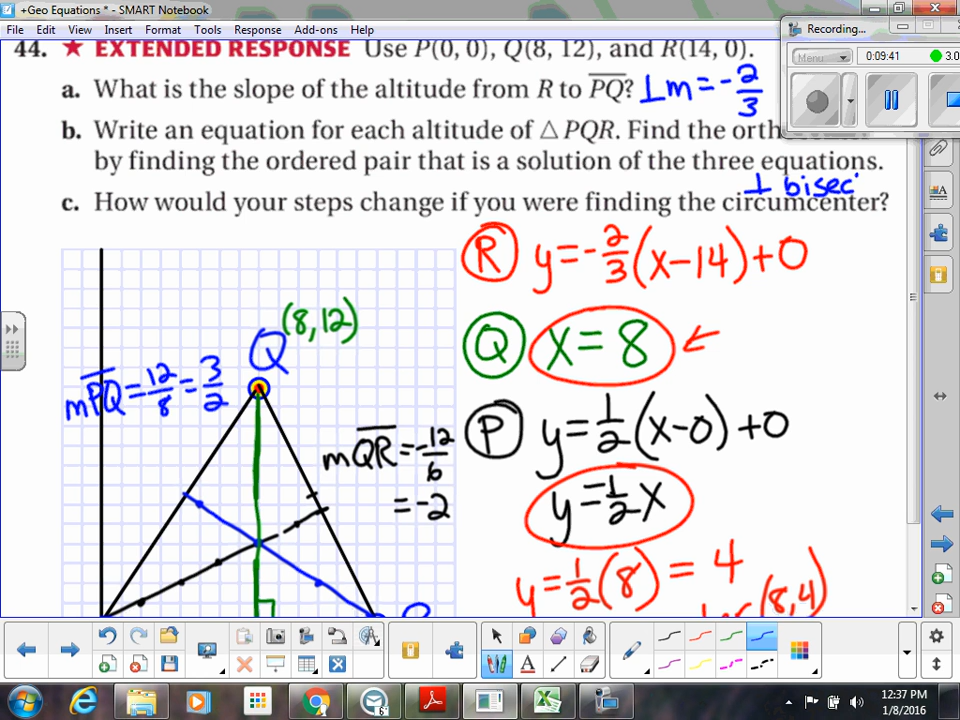 +Geo Equations * - SMART Notebook
File Edit View Insert Format Tools Response Add-ons Help
Recording...
Menu
0:09:41
3.0
44. ★ EXTENDED RESPONSE Use P(0, 0), Q(8, 12), and R(14, 0).
a. What is the slope of the altitude from R to PQ? ⊥m = -2/3
b. Write an equation for each altitude of △PQR. Find the
by finding the ordered pair that is a solution of the three equations.
⊥ bisec
c. How would your steps change if you were finding the circumcenter?
R y = -2/3(x-14)+0
(8,12)
Q
Q x = 8
mPQ = 12/8 = 3/2
mQR = -12/6
= -2
P y = 1/2(x-0)+0
y = 1/2x
y = 1/2(8) = 4
(8,4)
12:37 PM
1/8/2016